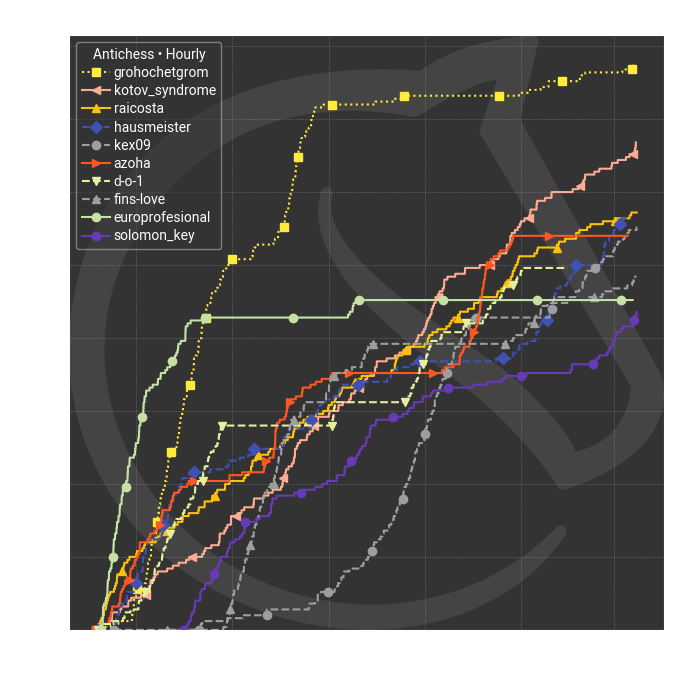 Antichess • Hourly
grohochetgrom
kotov_syndrome
raicosta
hausmeister
kex09
azoha
d-o-1
fins-love
europrofesional
solomon_key